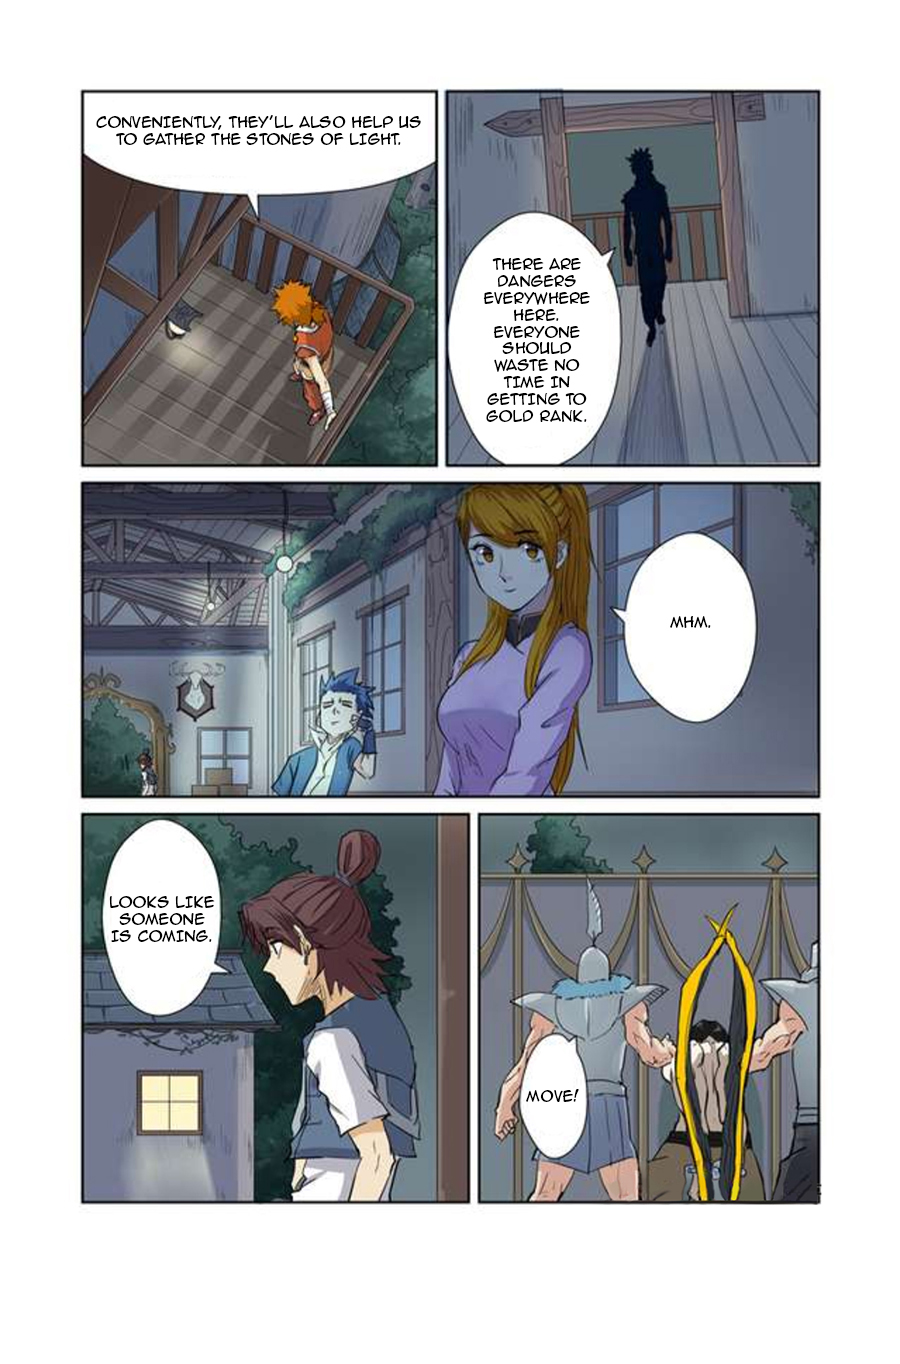 CONVENIENTLY, THEY'LL ALSO HELP US
TO GATHER THE STONES OF LIGHT.
THERE ARE
DANGERS
EVERYWHERE
HERE.
EVERYONE
SHOULD
WASTE NO
TIME IN
GETTING TO
GOLD RANK.
MHM.
LOOKS LIKE
SOMEONE
IS COMING.
MOVE!